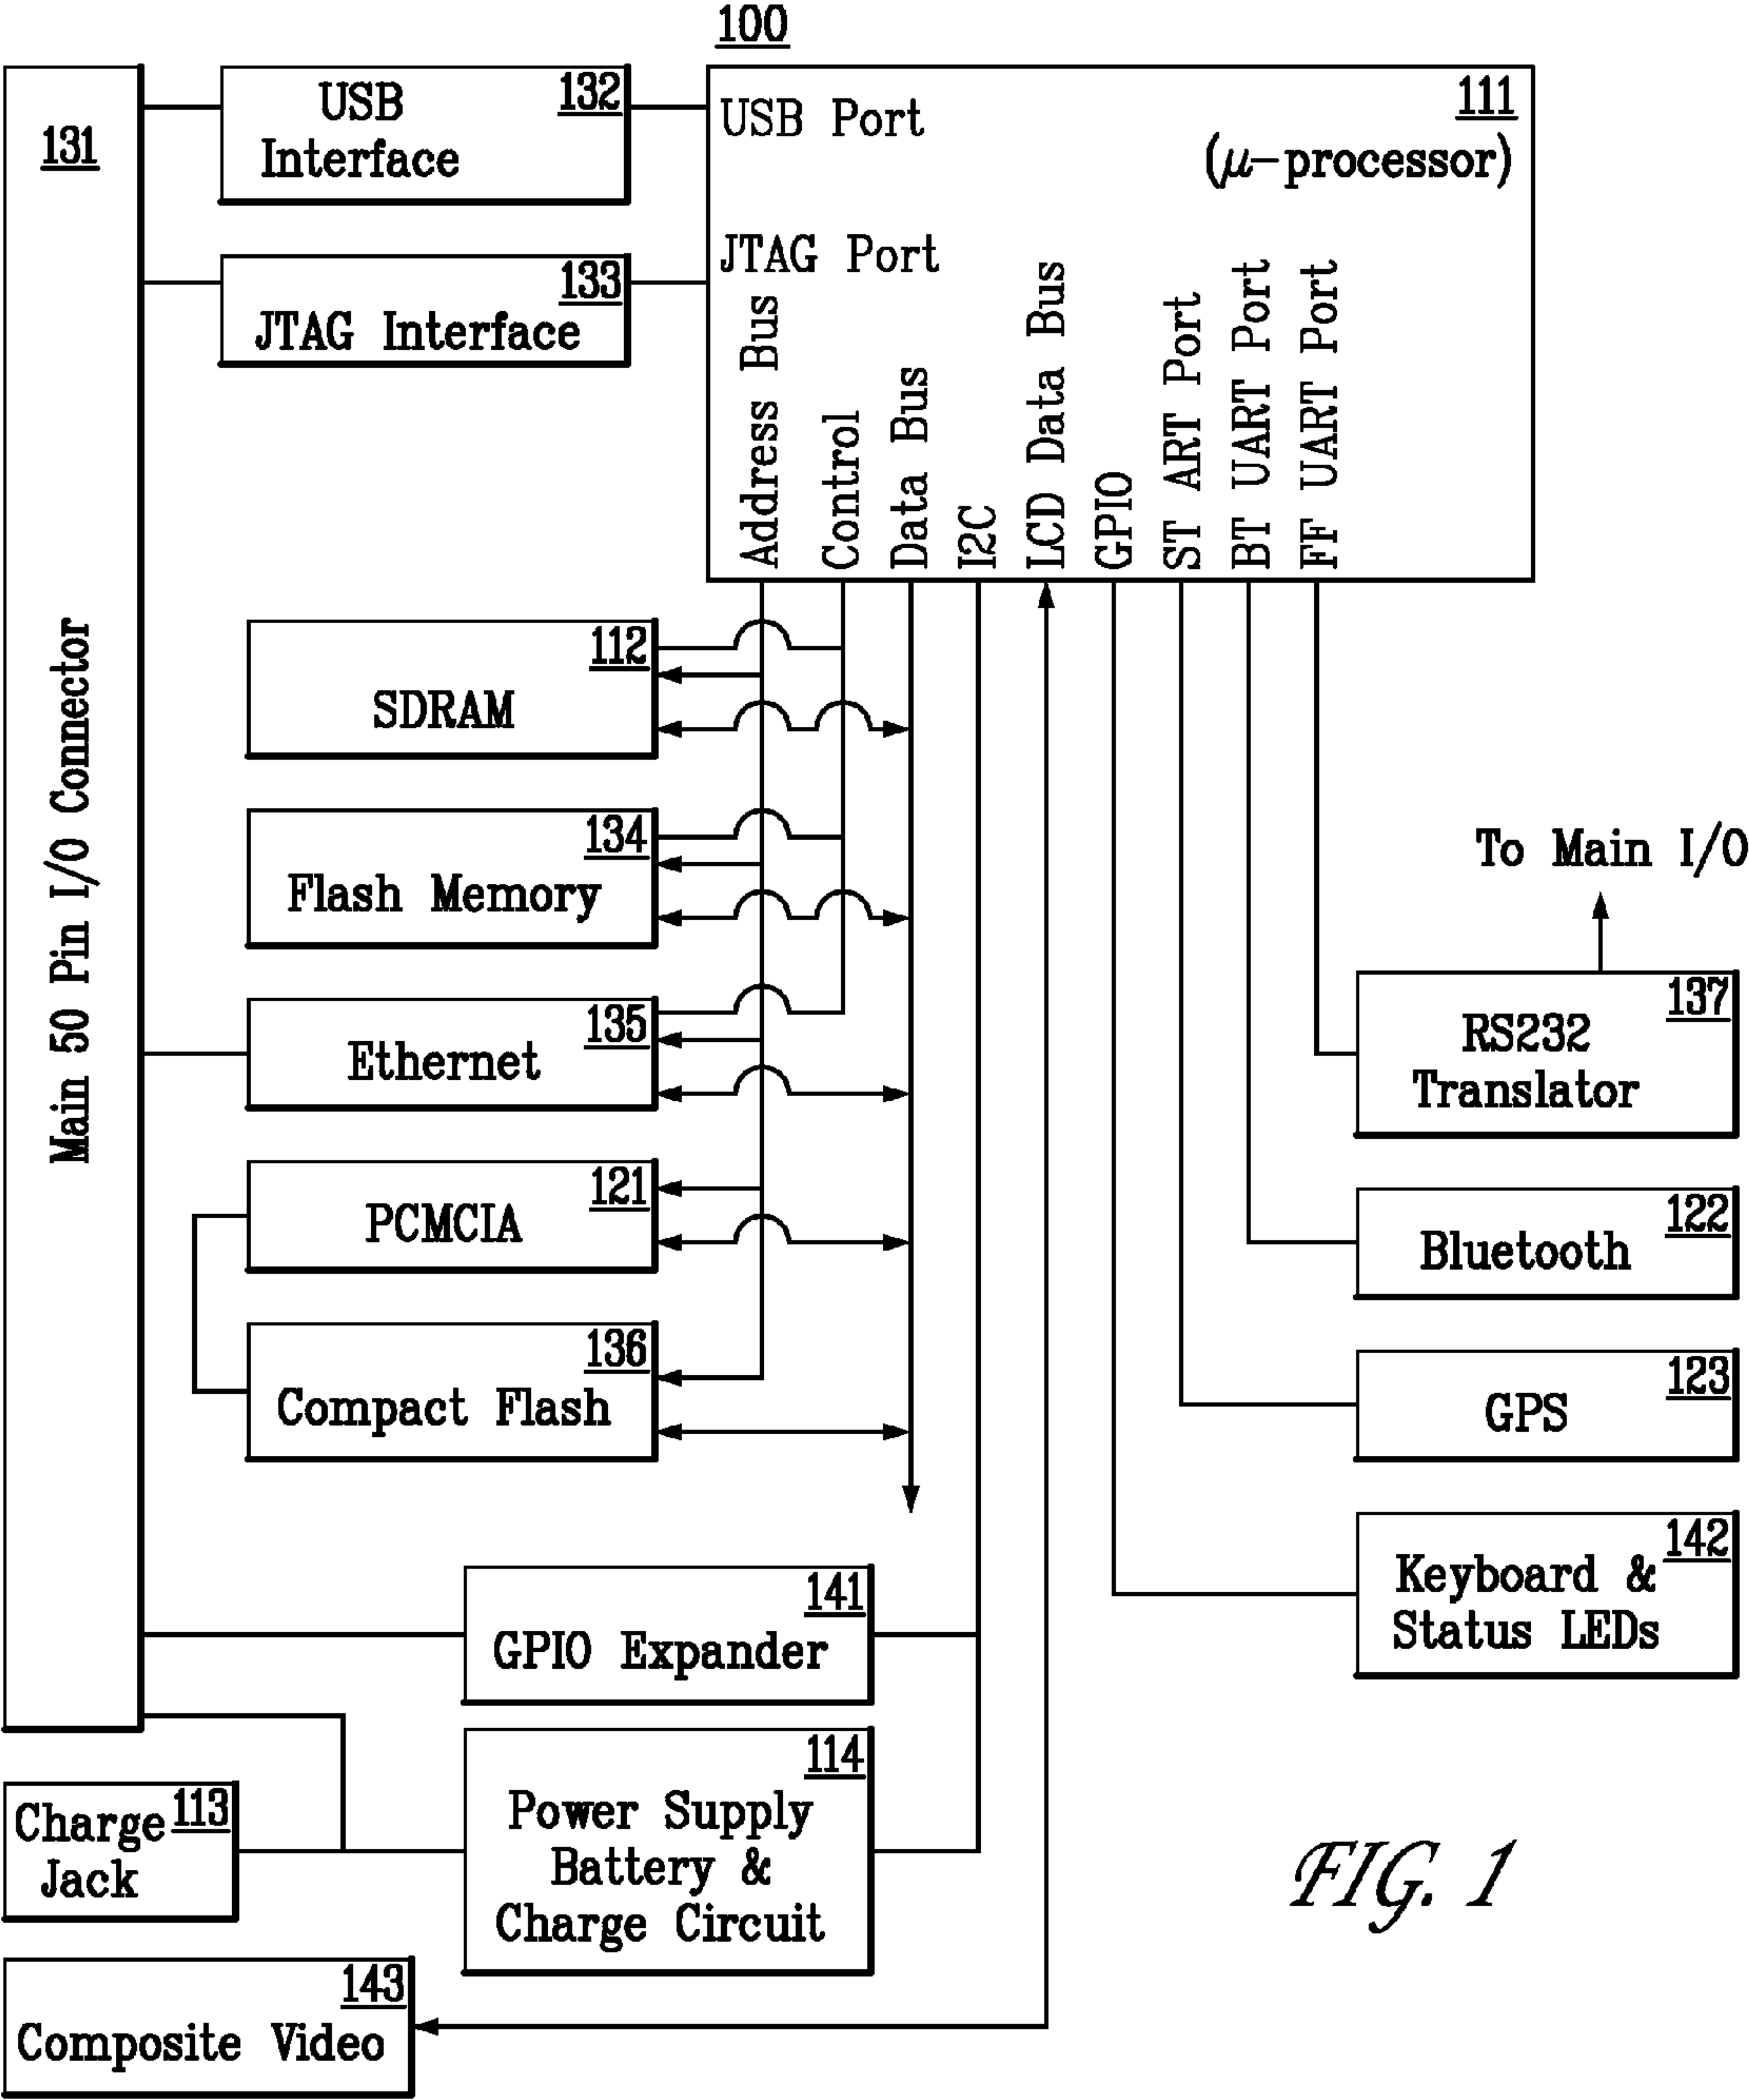 100
131
Main 50 Pin I/O Connector
USB
132
Interface
133
JTAG Interface
111
(μ-processor)
USB Port
JTAG Port
Address Bus
Control
Data Bus
I2C
LCD Data Bus
GPIO
ST ART Port
BT UART Port
FF UART Port
112
SDRAM
134
Flash Memory
135
Ethernet
121
PCMCIA
136
Compact Flash
To Main I/O
137
RS232
Translator
122
Bluetooth
123
GPS
142
Keyboard &
Status LEDs
141
GPIO Expander
114
Power Supply
Battery &
Charge Circuit
Charge 113
Jack
143
Composite Video
FIG. 1